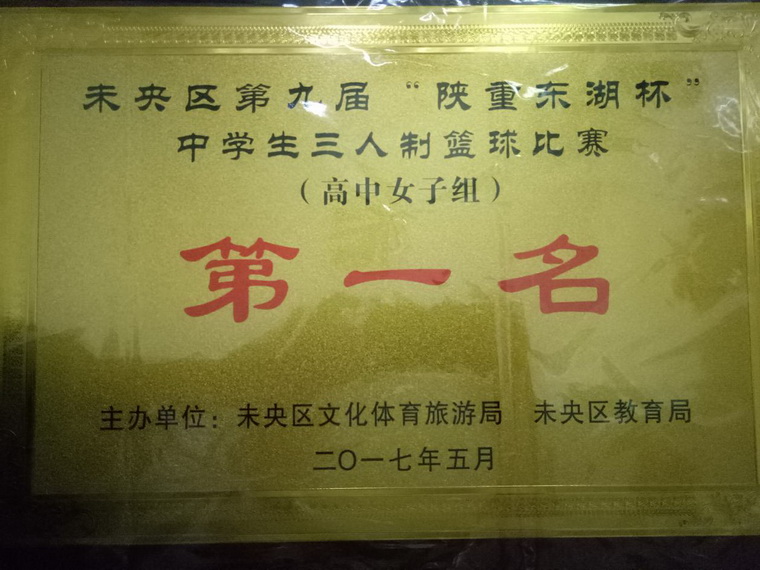 未央区第九届“陕重东湖杯”
中学生三人制篮球比赛
（高中女子组）
第一名
主办单位：未央区文化体育旅游局 未央区教育局
二〇一七年五月